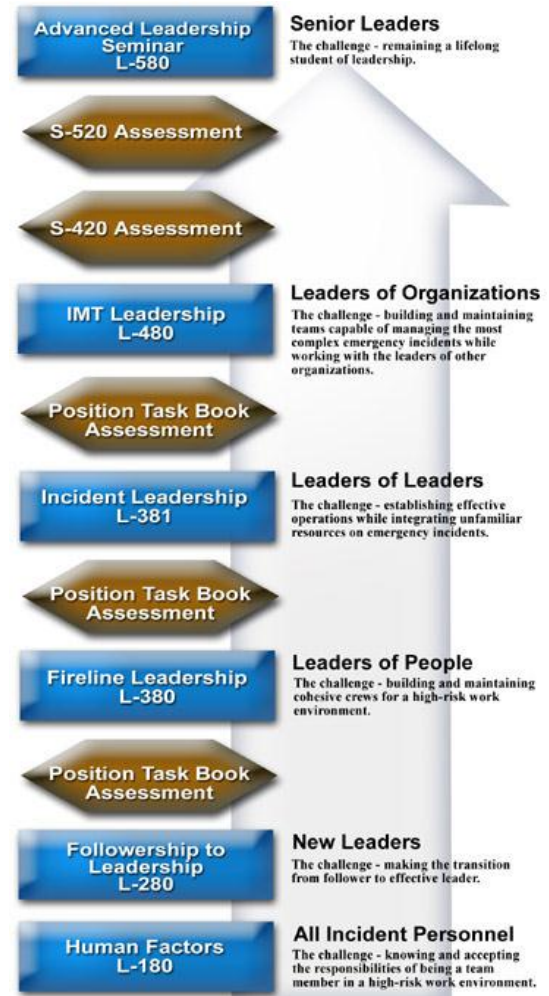 Advanced Leadership
Seminar
L-580
Senior Leaders
The challenge - remaining a lifelong
student of leadership.
S-520 Assessment
S-420 Assessment
IMT Leadership
L-480
Leaders of Organizations
The challenge - building and maintaining
teams capable of managing the most
complex emergency incidents while
working with the leaders of other
organizations.
Position Task Book
Assessment
Incident Leadership
L-381
Leaders of Leaders
The challenge - establishing effective
operations while integrating unfamiliar
resources on emergency incidents.
Position Task Book
Assessment
Fireline Leadership
L-380
Leaders of People
The challenge - building and maintaining
cohesive crews for a high-risk work
environment.
Position Task Book
Assessment
Followership to
Leadership
L-280
New Leaders
The challenge - making the transition
from follower to effective leader.
Human Factors
L-180
All Incident Personnel
The challenge - knowing and accepting
the responsibilities of being a team
member in a high-risk work environment.